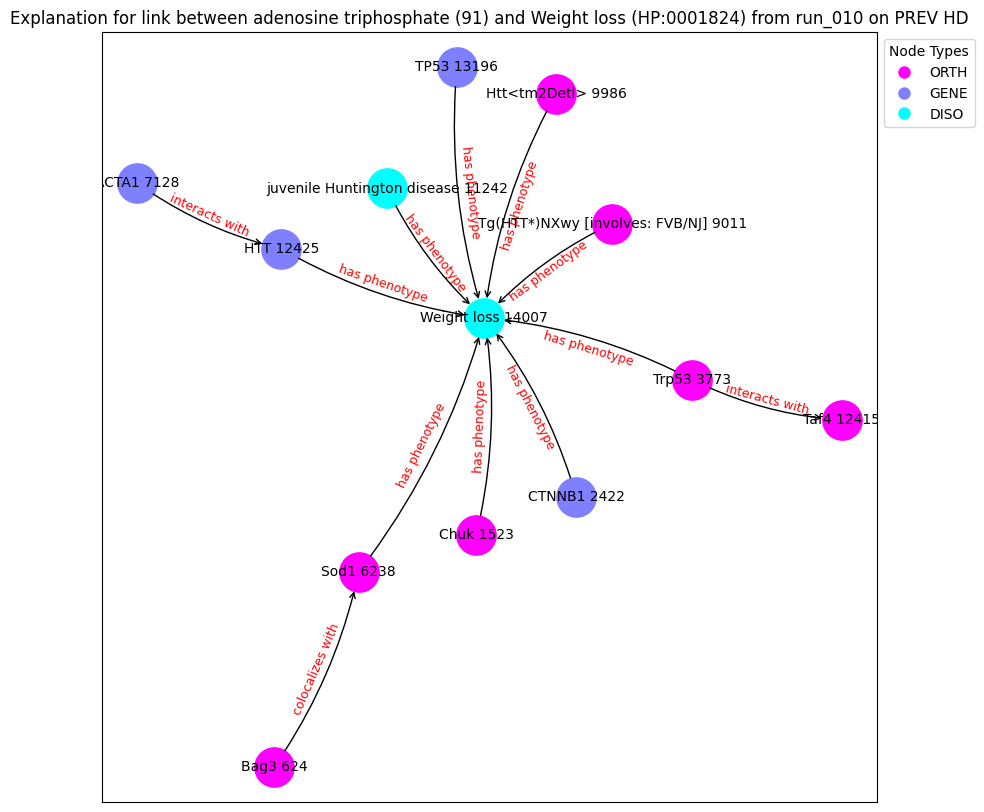 Explanation for link between adenosine triphosphate (91) and Weight loss (HP:0001824) from run_010 on PREV HD
Node Types
ORTH
GENE
DISO
TP53 13196
Htt<tm2Detl> 9986
has phenotype
has phenotype
ACTA1 7128
juvenile Huntington disease 11242
interacts with
has phenotype
Tg(HTT*)NXwy [involves: FVB/NJ] 9011
HTT 12425
has phenotype
has phenotype
Weight loss 14007
has phenotype
Trp53 3773
interacts with
Taf4 12415
has phenotype
has phenotype
has phenotype
CTNNB1 2422
Chuk 1523
Sod1 6238
colocalizes with
Bag3 624